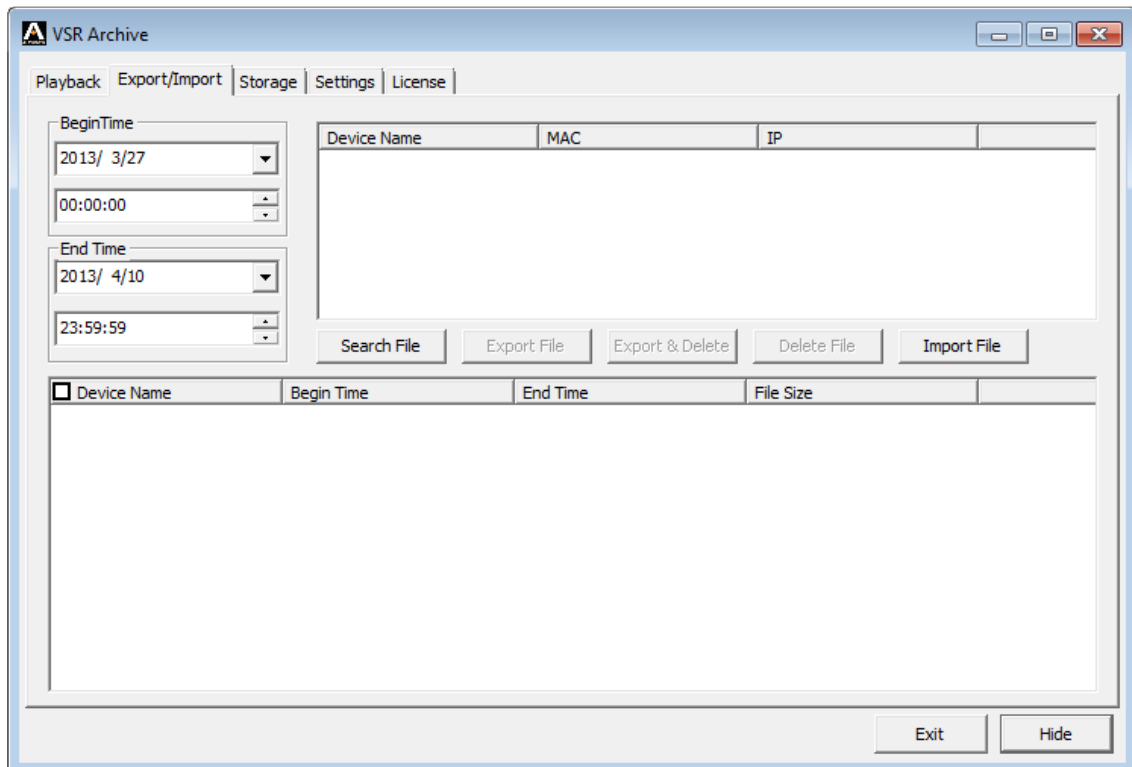 VSR Archive
Playback Export/Import Storage Settings License
BeginTime
2013/ 3/27
00:00:00
End Time
2013/ 4/10
23:59:59
Device Name MAC IP
Search File Export File Export & Delete Delete File Import File
Device Name Begin Time End Time File Size
Exit Hide